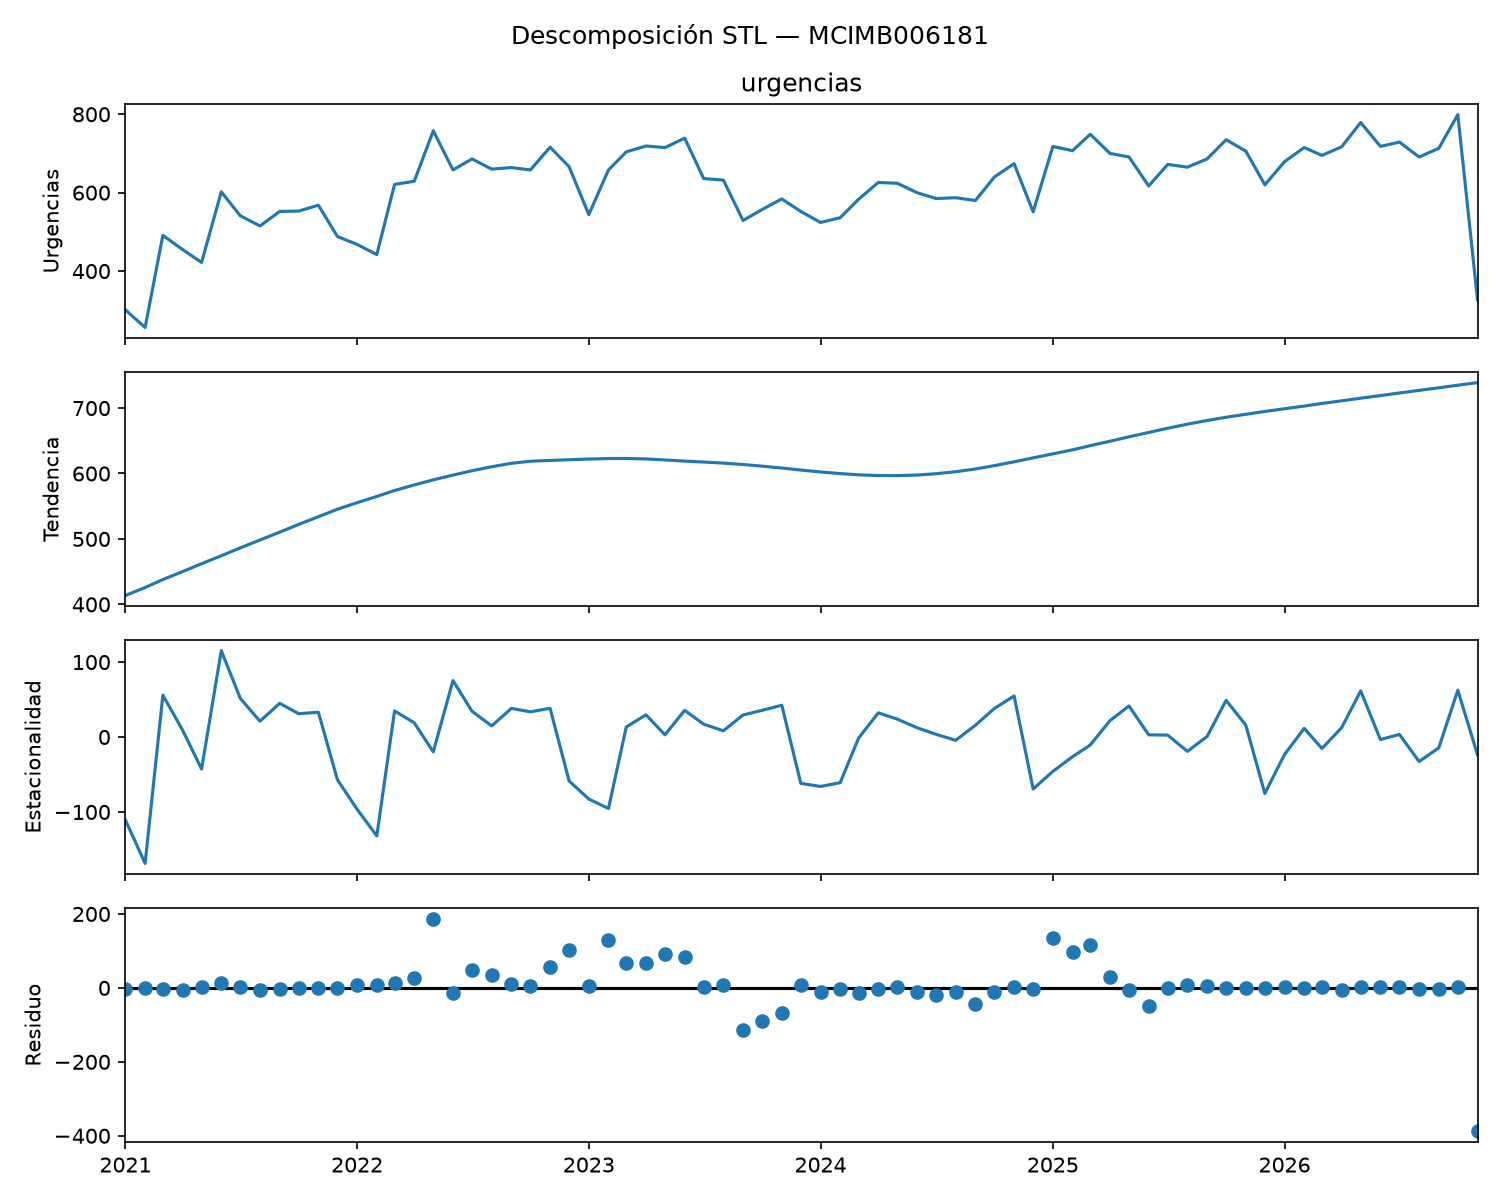 Descomposición STL — MCIMB006181
urgencias
800
600
400
Urgencias
700
600
500
400
Tendencia
100
0
−100
Estacionalidad
200
0
−200
−400
Residuo
2021 2022 2023 2024 2025 2026